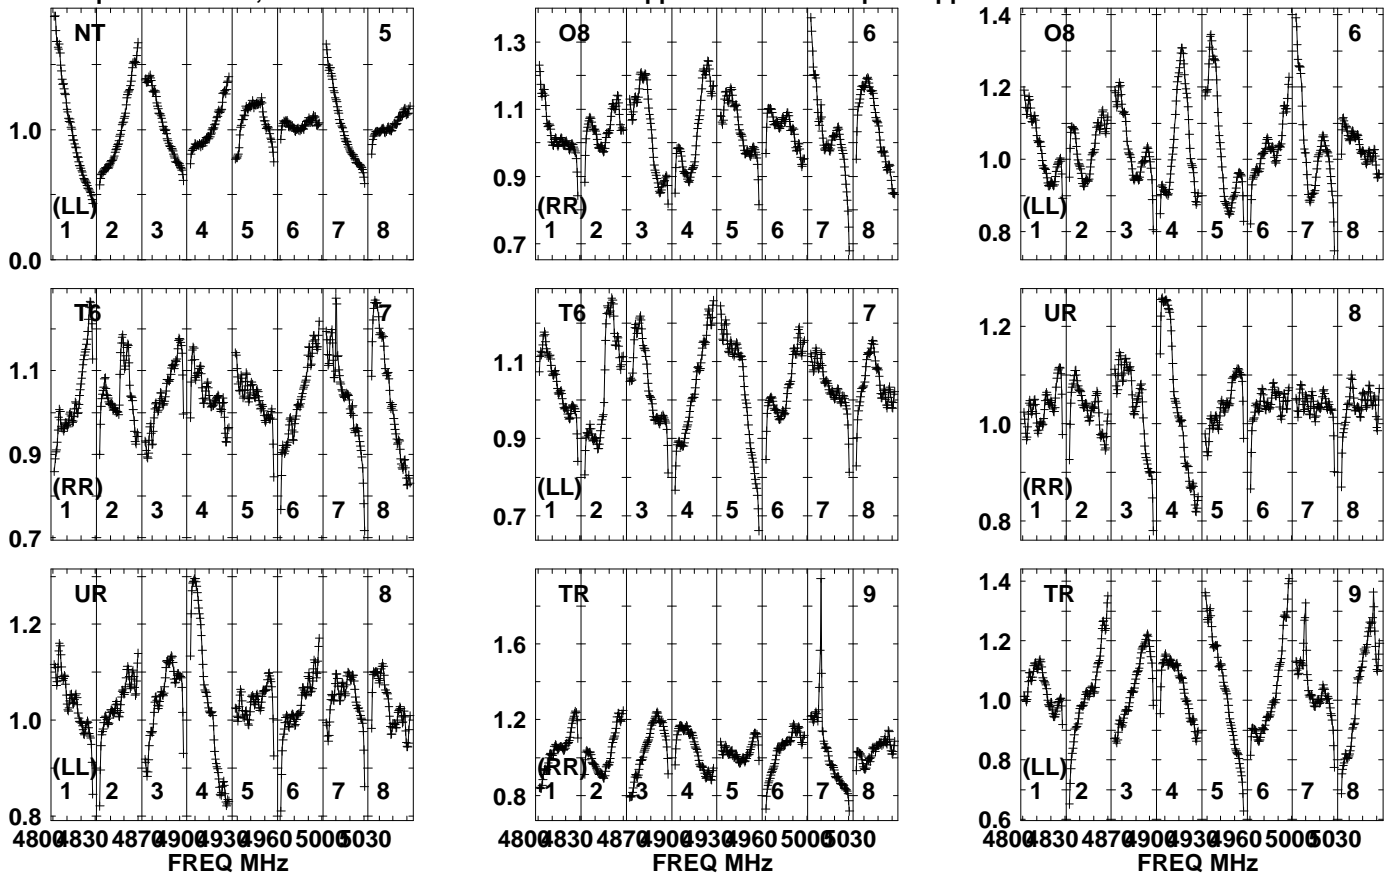 NT 5 O8 6 O8 6
1.0 0.0
(LL)
1 2 3 4 5 6 7 8
1.3 1.1 0.9 0.7
(RR)
1 2 3 4 5 6 7 8
1.4 1.2 1.0 0.8
(LL)
1 2 3 4 5 6 7 8
T6 7 T6 7 UR 8
1.1 0.9 0.7
(RR)
1 2 3 4 5 6 7 8
1.1 0.9 0.7
(LL)
1 2 3 4 5 6 7 8
1.2 1.0 0.8
(RR)
1 2 3 4 5 6 7 8
UR 8 TR 9 TR 9
1.2 1.0 0.8
(LL)
1 2 3 4 5 6 7 8
1.6 1.2 0.8
(RR)
1 2 3 4 5 6 7 8
1.4 1.2 1.0 0.8 0.6
(LL)
1 2 3 4 5 6 7 8
4800 4830 4870 4900 4930 4960 5000 5030
FREQ MHz
4800 4830 4870 4900 4930 4960 5000 5030
FREQ MHz
4800 4830 4870 4900 4930 4960 5000 5030
FREQ MHz